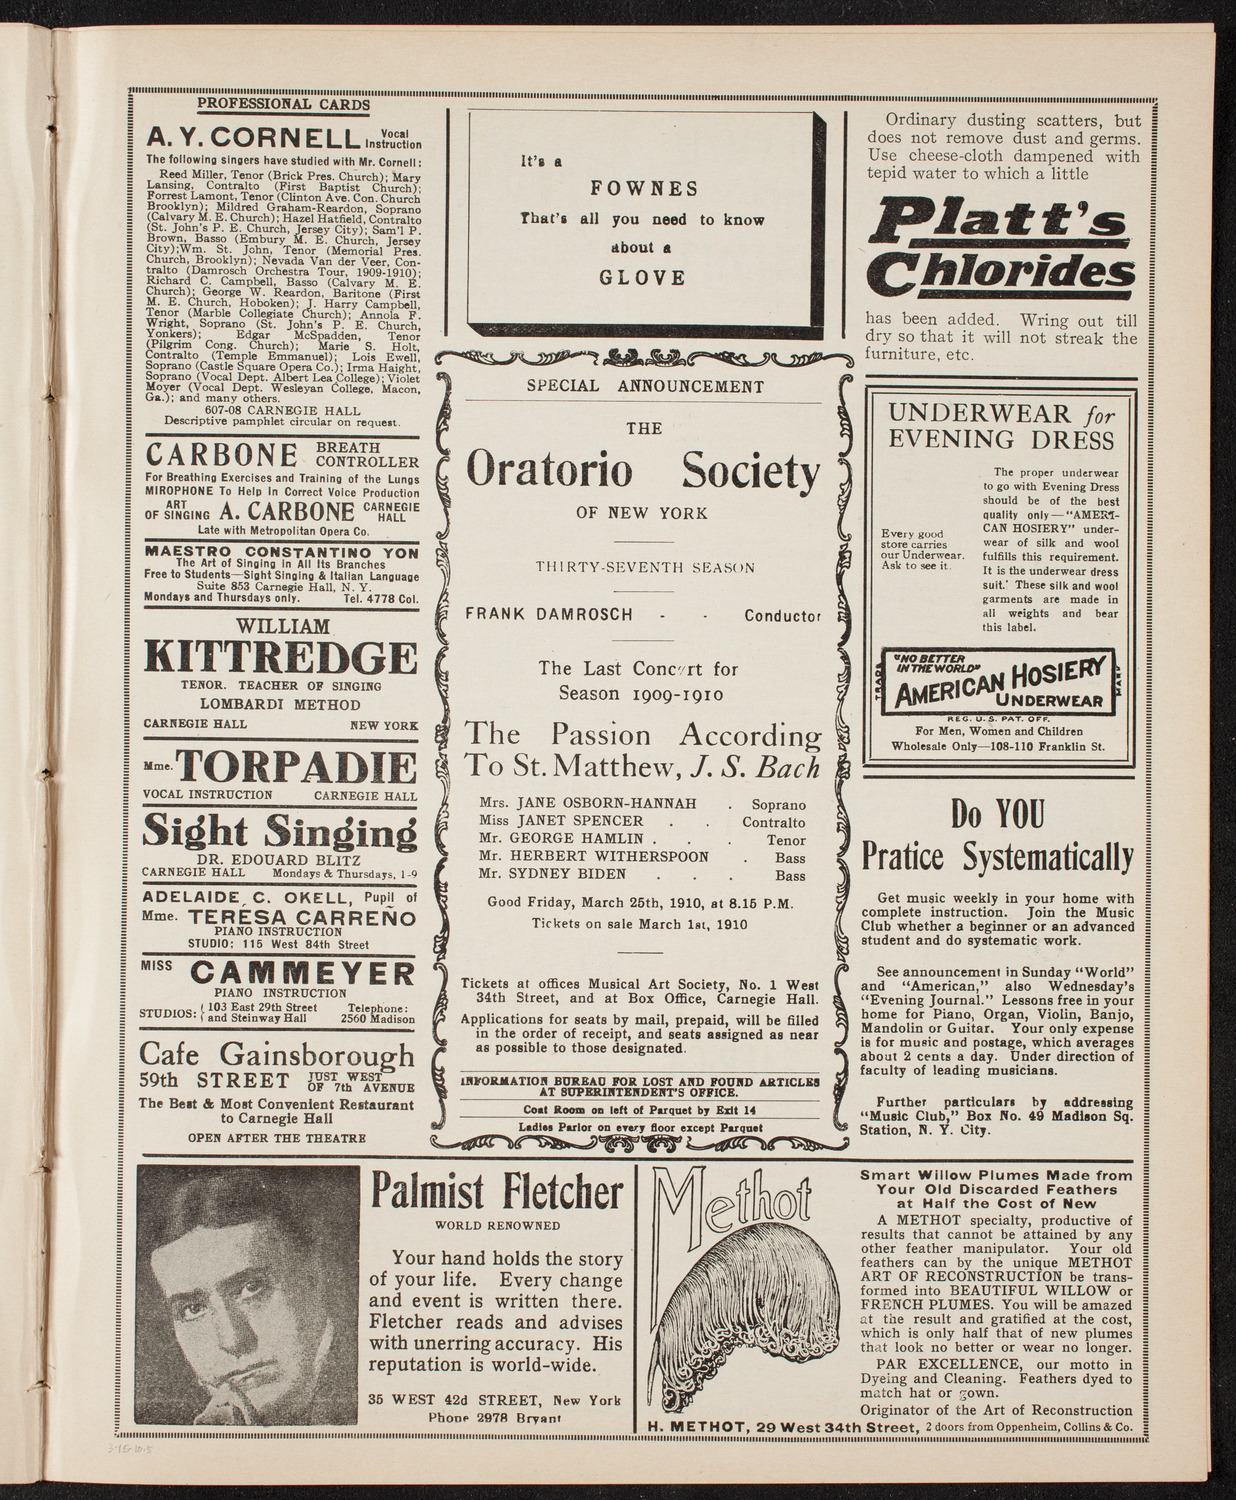 PROFESSIONAL CARDS
A. Y. CORNELL Vocal Instruction
The following singers have studied with Mr. Cornell:
Reed Miller, Tenor (Brick Pres. Church); Mary
Lansing, Contralto (First Baptist Church);
Forrest Lamont, Tenor (Clinton Ave. Con. Church
Brooklyn); Mildred Graham-Reardon, Soprano
(Calvary M. E. Church); Hazel Hatfield, Contralto
(St. John's P. E. Church, Jersey City); Sam'l P.
Brown, Basso (Embury M. E. Church, Jersey
City); Wm. St. John, Tenor (Memorial Pres.
Church, Brooklyn); Nevada Van der Veer, Con-
tralto (Damrosch Orchestra Tour, 1909-1910);
Richard C. Campbell, Basso (Calvary M. E.
Church); George W. Reardon, Baritone (First
M. E. Church, Hoboken); J. Harry Campbell,
Tenor (Marble Collegiate Church); Annola F.
Wright, Soprano (St. John's P. E. Church,
Yonkers); Edgar McSpadden, Tenor
(Pilgrim Cong. Church); Marie S. Holt,
Contralto (Temple Emmanuel); Lois Ewell,
Soprano (Castle Square Opera Co.); Irma Haight,
Soprano (Vocal Dept. Albert Lea College); Violet
Moyer (Vocal Dept. Wesleyan College, Macon,
Ga.); and many others.
607-08 CARNEGIE HALL
Descriptive pamphlet circular on request.
CARBONE BREATH CONTROLLER
For Breathing Exercises and Training of the Lungs
MIROPHONE To Help In Correct Voice Production
ART OF SINGING A. CARBONE CARNEGIE HALL
Late with Metropolitan Opera Co.
MAESTRO CONSTANTINO YON
The Art of Singing in All Its Branches
Free to Students—Sight Singing & Italian Language
Suite 853 Carnegie Hall, N. Y.
Mondays and Thursdays only. Tel. 4778 Col.
WILLIAM
KITTREDGE
TENOR. TEACHER OF SINGING
LOMBARDI METHOD
CARNEGIE HALL NEW YORK
Mme. TORPADIE
VOCAL INSTRUCTION CARNEGIE HALL
Sight Singing
DR. EDOUARD BLITZ
CARNEGIE HALL Mondays & Thursdays, 1-9
ADELAIDE C. OKELL, Pupil of
Mme. TERESA CARREÑO
PIANO INSTRUCTION
STUDIO: 115 West 84th Street
MISS CAMMEYER
PIANO INSTRUCTION
STUDIOS: { 103 East 29th Street and Steinway Hall Telephone: 2560 Madison
Cafe Gainsborough
59th STREET JUST WEST OF 7th AVENUE
The Best & Most Convenient Restaurant
to Carnegie Hall
OPEN AFTER THE THEATRE
It's a
FOWNES
That's all you need to know
about a
GLOVE
SPECIAL ANNOUNCEMENT
THE
Oratorio Society
OF NEW YORK
THIRTY-SEVENTH SEASON
FRANK DAMROSCH - - Conductor
The Last Concert for
Season 1909-1910
The Passion According
To St. Matthew, J. S. Bach
Mrs. JANE OSBORN-HANNAH . Soprano
Miss JANET SPENCER . . Contralto
Mr. GEORGE HAMLIN . . . Tenor
Mr. HERBERT WITHERSPOON . Bass
Mr. SYDNEY BIDEN . . . Bass
Good Friday, March 25th, 1910, at 8.15 P.M.
Tickets on sale March 1st, 1910
Tickets at offices Musical Art Society, No. 1 West
34th Street, and at Box Office, Carnegie Hall.
Applications for seats by mail, prepaid, will be filled
in the order of receipt, and seats assigned as near
as possible to those designated.
INFORMATION BUREAU FOR LOST AND FOUND ARTICLES
AT SUPERINTENDENT'S OFFICE.
Coat Room on left of Parquet by Exit 14
Ladies Parlor on every floor except Parquet
Ordinary dusting scatters, but
does not remove dust and germs.
Use cheese-cloth dampened with
tepid water to which a little
Platt's
Chlorides
has been added. Wring out till
dry so that it will not streak the
furniture, etc.
UNDERWEAR for
EVENING DRESS
Every good
store carries
our Underwear.
Ask to see it.
The proper underwear
to go with Evening Dress
should be of the best
quality only—"AMERI-
CAN HOSIERY" under-
wear of silk and wool
fulfills this requirement.
It is the underwear dress
suit.' These silk and wool
garments are made in
all weights and bear
this label.
TRADE MARK
"NO BETTER
IN THE WORLD"
AMERICAN HOSIERY
UNDERWEAR
REG. U. S. PAT. OFF.
For Men, Women and Children
Wholesale Only—108-110 Franklin St.
Do YOU
Pratice Systematically
Get music weekly in your home with
complete instruction. Join the Music
Club whether a beginner or an advanced
student and do systematic work.
See announcement in Sunday "World"
and "American," also Wednesday's
"Evening Journal." Lessons free in your
home for Piano, Organ, Violin, Banjo,
Mandolin or Guitar. Your only expense
is for music and postage, which averages
about 2 cents a day. Under direction of
faculty of leading musicians.
Further particulars by addressing
"Music Club," Box No. 49 Madison Sq.
Station, N. Y. City.
Palmist Fletcher
WORLD RENOWNED
Your hand holds the story
of your life. Every change
and event is written there.
Fletcher reads and advises
with unerring accuracy. His
reputation is world-wide.
35 WEST 42d STREET, New York
Phone 2978 Bryant
Methot
Smart Willow Plumes Made from
Your Old Discarded Feathers
at Half the Cost of New
A METHOT specialty, productive of
results that cannot be attained by any
other feather manipulator. Your old
feathers can by the unique METHOT
ART OF RECONSTRUCTION be trans-
formed into BEAUTIFUL WILLOW or
FRENCH PLUMES. You will be amazed
at the result and gratified at the cost,
which is only half that of new plumes
that look no better or wear no longer.
PAR EXCELLENCE, our motto in
Dyeing and Cleaning. Feathers dyed to
match hat or gown.
Originator of the Art of Reconstruction
H. METHOT, 29 West 34th Street, 2 doors from Oppenheim, Collins & Co.
3-15-10.5